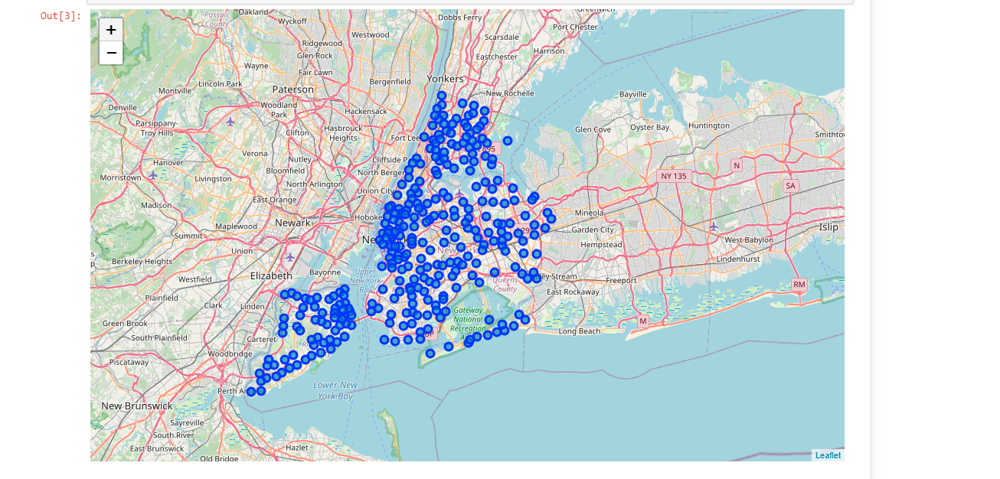 Out[3]:
+
−
Passaic
County
Oakland
Wyckoff
Dobbs Ferry
Greenwich
Port Chester
Scarsdale
Westwood
Ridgewood
Glen Rock
Harrison
Eastchester
Wayne
Fair Lawn
Bergenfield
Yonkers
Lincoln Park
Montville
Paterson
New Rochelle
Bayville
Denville
Woodland
Park
Hackensack
Parsippany-
Troy Hills
Clifton
Hasbrouck
Heights
Fort Lee
Glen Cove
Oyster Bay
Huntington
Smithto
Verona
Nutley
Cliffside P
Hanover
Bloomfield
North Bergen
N
NY 135
SA
Morristown
Livingston
North Arlington
East Orange
Union City
Madison
Newark
Hoboke
Mineola
Maplewood
Garden City
Islip
Summit
Hempstead
West Babylon
Union
New York
Lindenhurst
Berkeley Heights
Elizabeth
Bayonne
Upper
New York
Bay
Westfield
ey Stream
Queens
County
Freeport
RM
Plainfield
Clark
Linden
East Rockaway
Gateway
National
Recreation
M
Green Brook
South Plainfield
Carteret
Long Beach
Woodbridge
Piscataway
Perth Am
Lower New
York Bay
New Brunswick
Sayreville
South River
East Brunswick
Hazlet
Old Bridge
Leaflet